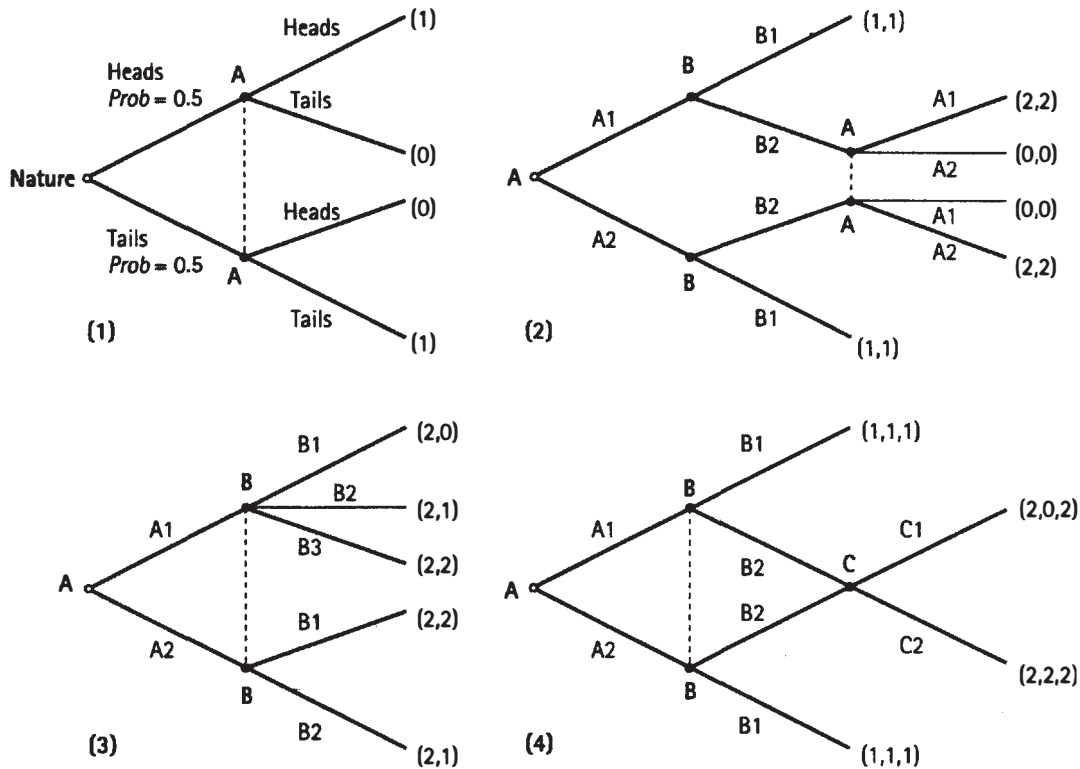 Heads
(1)
Heads
Prob = 0.5
A
Tails
(0)
Nature
Heads
(0)
Tails
Prob = 0.5
A
Tails
(1)
(1)
B1
(1,1)
B
A1
A1
(2,2)
B2
A
(0,0)
A2
A
B2
(0,0)
A
A1
A2
A2
(2,2)
B
B1
(1,1)
(2)
B1
(2,0)
B
B2
(2,1)
A1
B3
(2,2)
A
B1
(2,2)
A2
B
B2
(2,1)
(3)
B1
(1,1,1)
B
A1
C1
(2,0,2)
B2
C
A
B2
A2
C2
(2,2,2)
B
B1
(1,1,1)
(4)